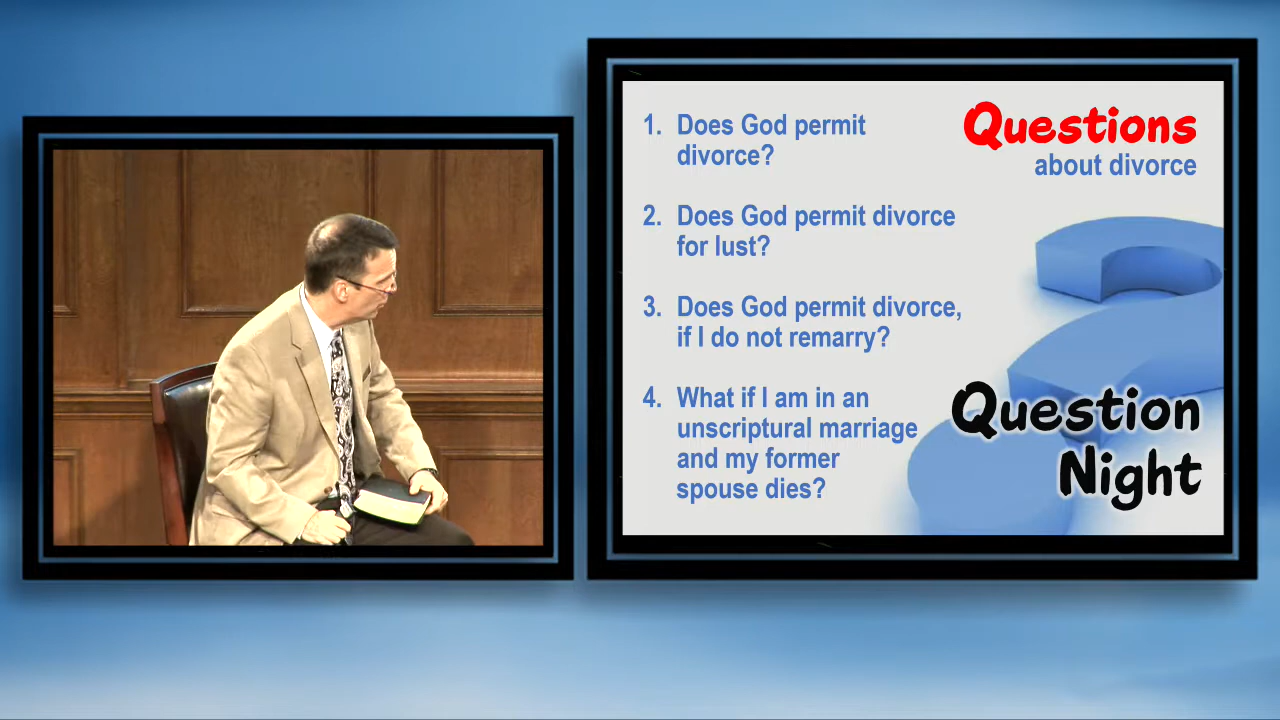 1. Does God permit
divorce?
2. Does God permit divorce
for lust?
3. Does God permit divorce,
if I do not remarry?
4. What if I am in an
unscriptural marriage
and my former
spouse dies?
Questions
about divorce
Question
Night